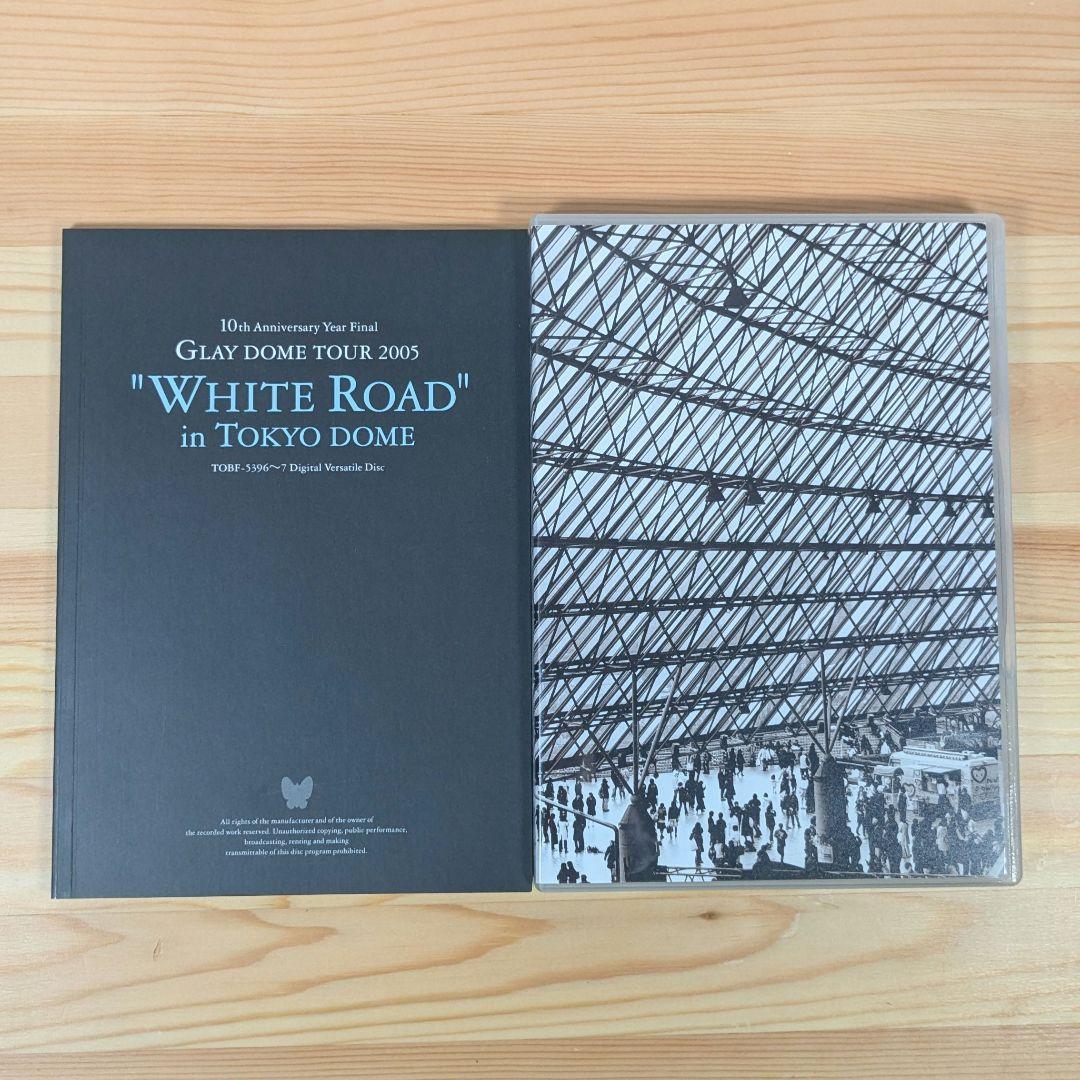 10th Anniversary Year Final
GLAY DOME TOUR 2005
"WHITE ROAD"
in TOKYO DOME
TOBF-5396〜7 Digital Versatile Disc
All rights of the manufacturer and of the owner of
the recorded work reserved. Unauthorized copying, public performance,
broadcasting, renting and making
transmittable of this disc program prohibited.